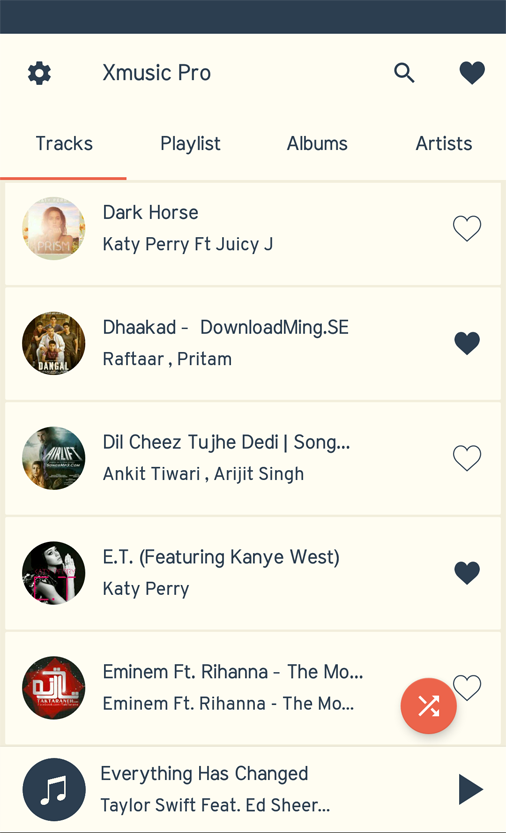 Xmusic Pro
Tracks Playlist Albums Artists
PRISM
Dark Horse
Katy Perry Ft Juicy J
DANGAL
Dhaakad - DownloadMing.SE
Raftaar , Pritam
AIRLIFT
Dil Cheez Tujhe Dedi | Song...
Ankit Tiwari , Arijit Singh
E.T. (Featuring Kanye West)
Katy Perry
Eminem Ft. Rihanna - The Mo...
Eminem Ft. Rihanna - The Mo...
Everything Has Changed
Taylor Swift Feat. Ed Sheer...